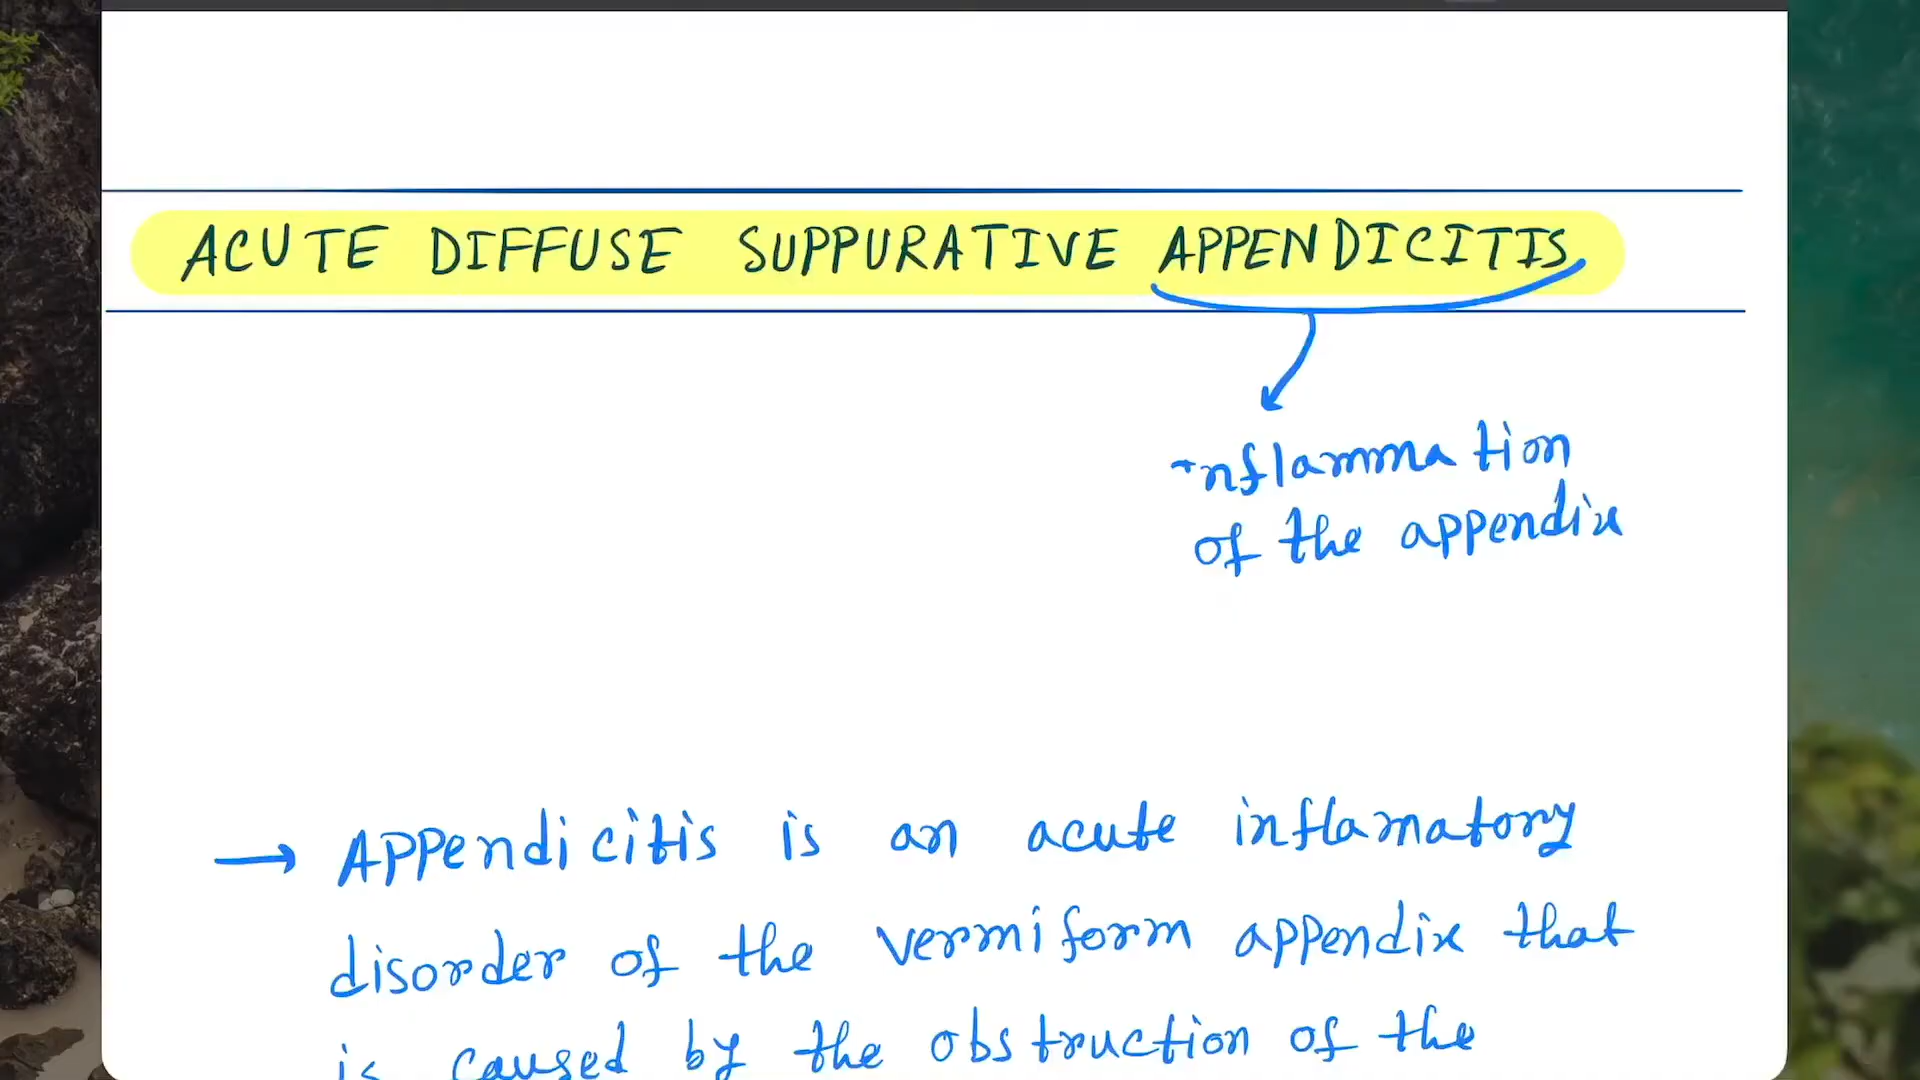 ACUTE DIFFUSE SUPPURATIVE APPENDICITIS
inflammation
of the appendix
→ Appendicitis is an acute inflamatory
disorder of the vermiform appendix that
is caused by the obstruction of the